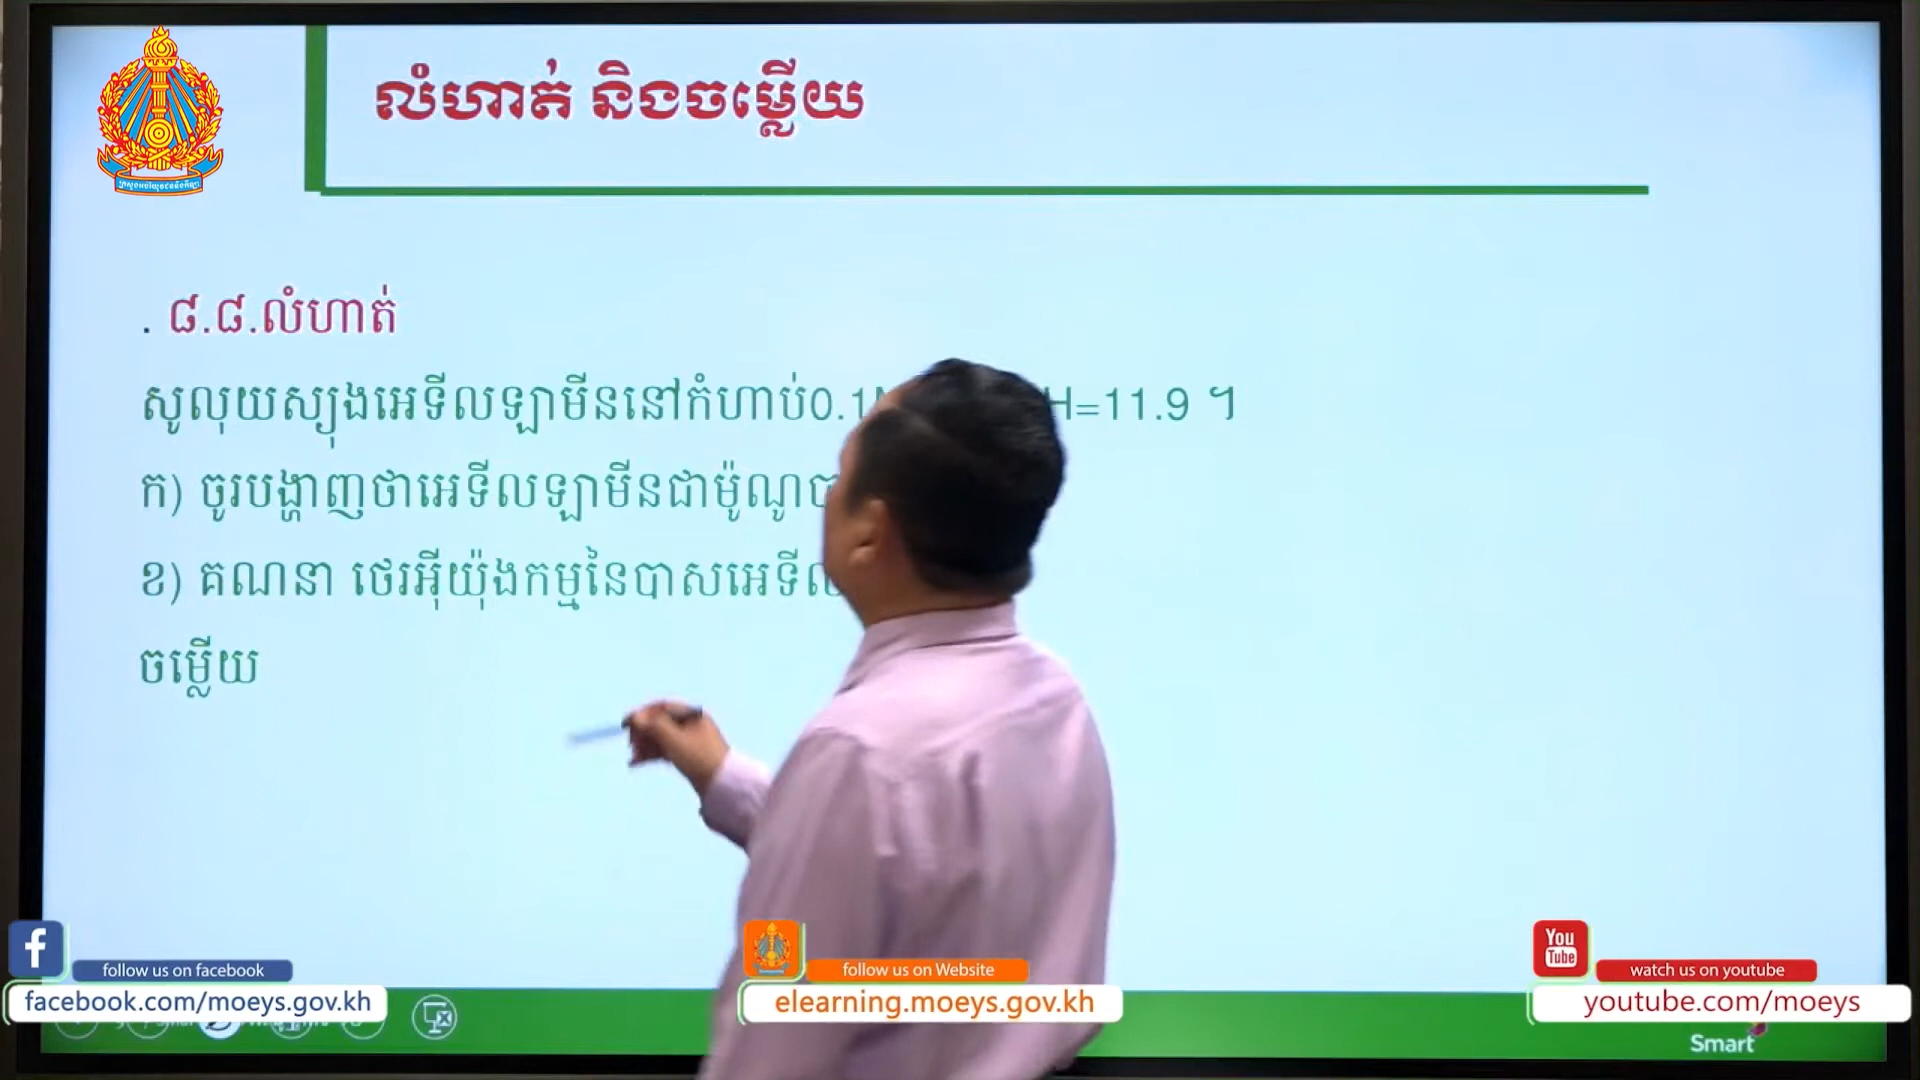 លំហាត់ និងចម្លើយ
. ៨.៨.លំហាត់
សូលុយស្យុងអេទីលឡាមីននៅកំហាប់0.1 H=11.9 ។
ក) ចូរបង្ហាញថាអេទីលឡាមីនជាម៉ូណូ
ខ) គណនា ថេរអ៊ីយ៉ុងកម្មនៃបាសអេទីល
ចម្លើយ
follow us on facebook
facebook.com/moeys.gov.kh
follow us on Website
elearning.moeys.gov.kh
You
Tube
watch us on youtube
youtube.com/moeys
Smart